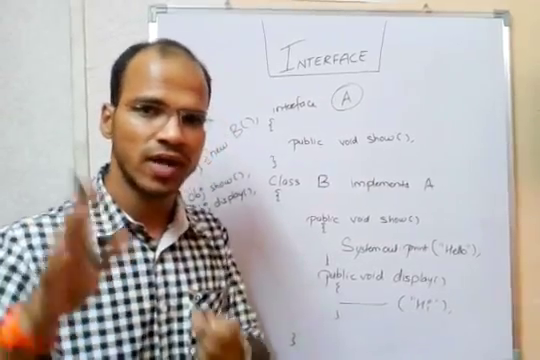 INTERFACE
interface A
{
public void show();
}
new B();
obj show();
display();
Class B implements A
{
public void show()
{
System.out.print("Hello");
}
public void display()
{
("Hi");
}
}